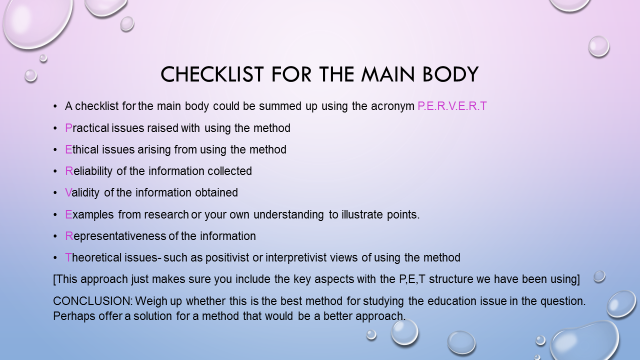 CHECKLIST FOR THE MAIN BODY
• A checklist for the main body could be summed up using the acronym P.E.R.V.E.R.T
• Practical issues raised with using the method
• Ethical issues arising from using the method
• Reliability of the information collected
• Validity of the information obtained
• Examples from research or your own understanding to illustrate points.
• Representativeness of the information
• Theoretical issues- such as positivist or interpretivist views of using the method
[This approach just makes sure you include the key aspects with the P,E,T structure we have been using]
CONCLUSION: Weigh up whether this is the best method for studying the education issue in the question.
Perhaps offer a solution for a method that would be a better approach.